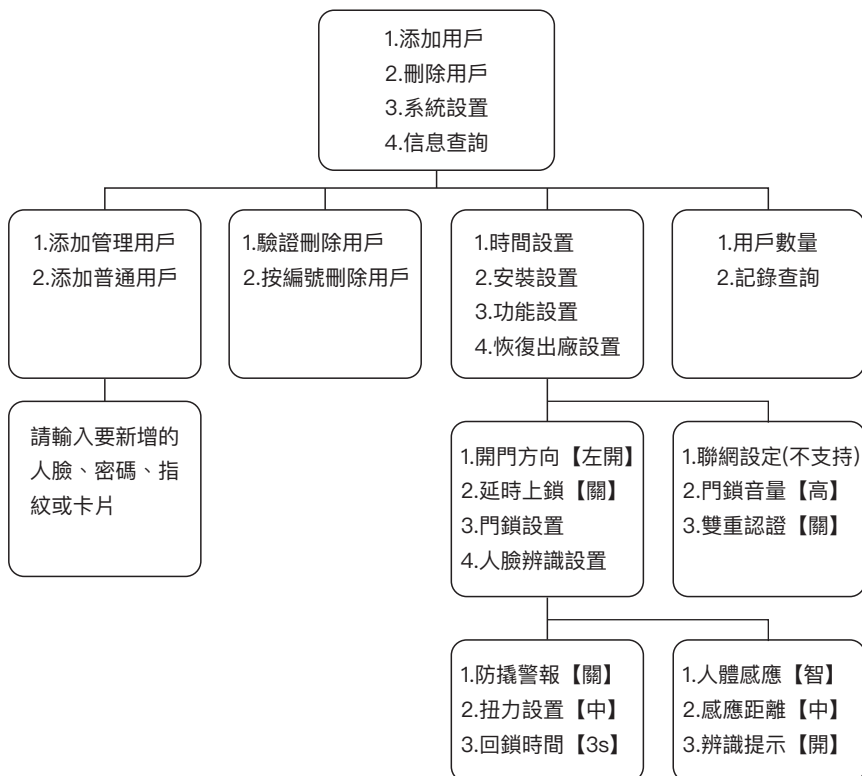 1.添加用戶
2.刪除用戶
3.系統設置
4.信息查詢
1.添加管理用戶
2.添加普通用戶
1.驗證刪除用戶
2.按編號刪除用戶
1.時間設置
2.安裝設置
3.功能設置
4.恢復出廠設置
1.用戶數量
2.記錄查詢
請輸入要新增的
人臉、密碼、指
紋或卡片
1.開門方向【左開】
2.延時上鎖【關】
3.門鎖設置
4.人臉辨識設置
1.聯網設定(不支持)
2.門鎖音量【高】
3.雙重認證【關】
1.防撬警報【關】
2.扭力設置【中】
3.回鎖時間【3s】
1.人體感應【智】
2.感應距離【中】
3.辨識提示【開】